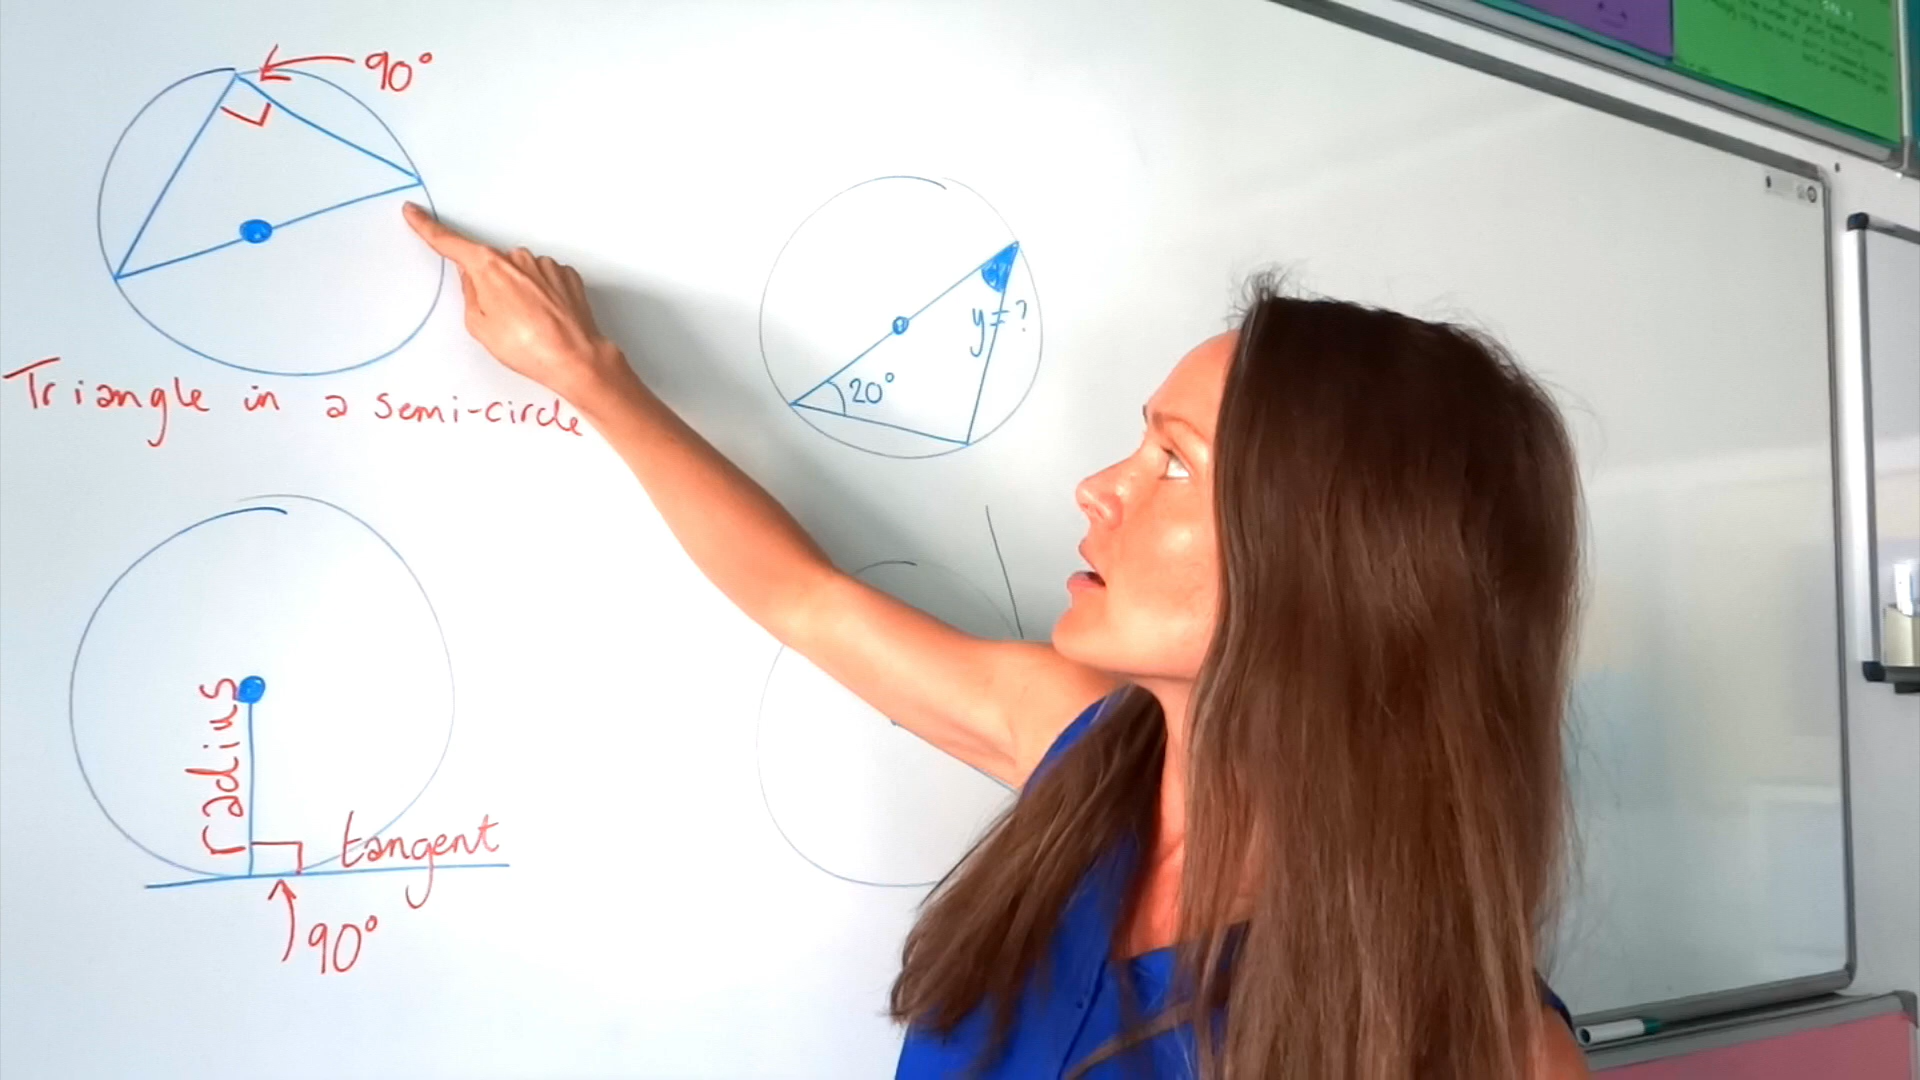 90°
Triangle in a semi-circle
20°
y=?
radius
tangent
90°